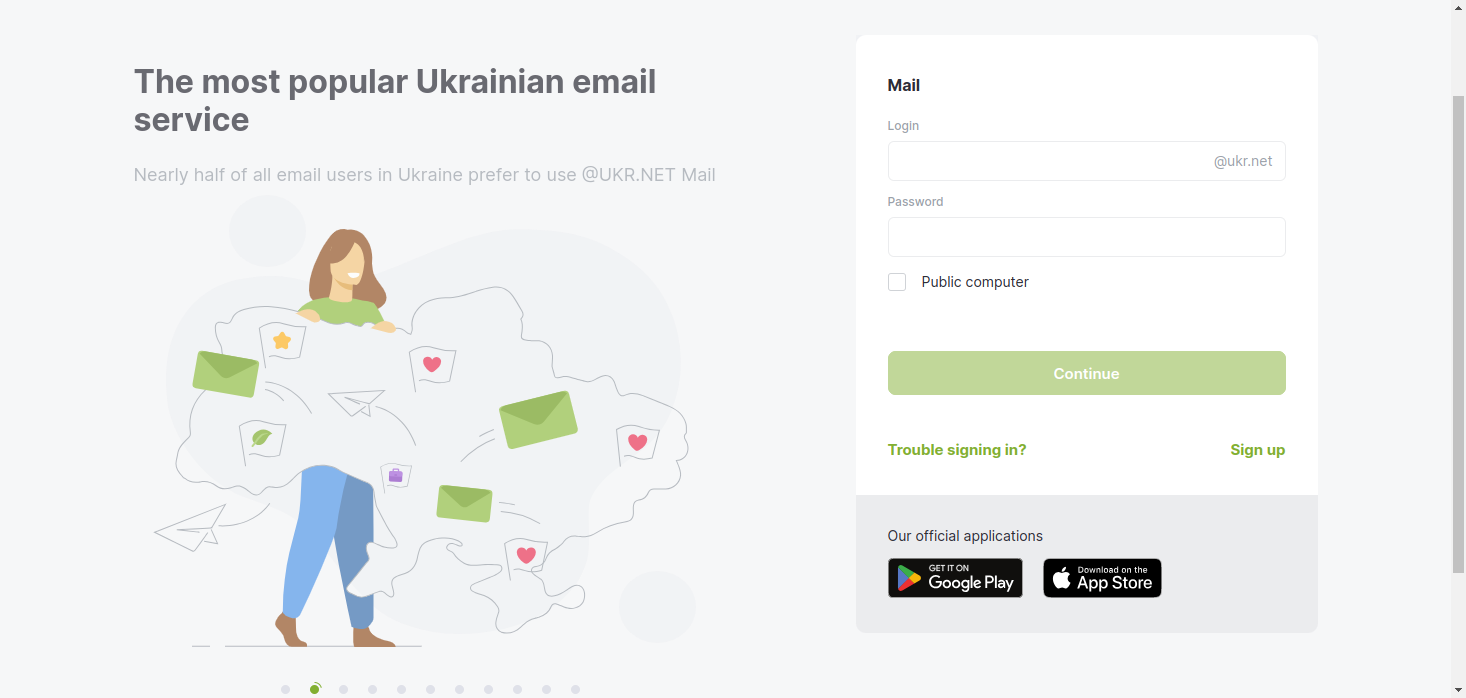 The most popular Ukrainian email
service
Nearly half of all email users in Ukraine prefer to use @UKR.NET Mail
Mail
Login
@ukr.net
Password
Public computer
Continue
Trouble signing in?
Sign up
Our official applications
GET IT ON
Google Play
Download on the
App Store